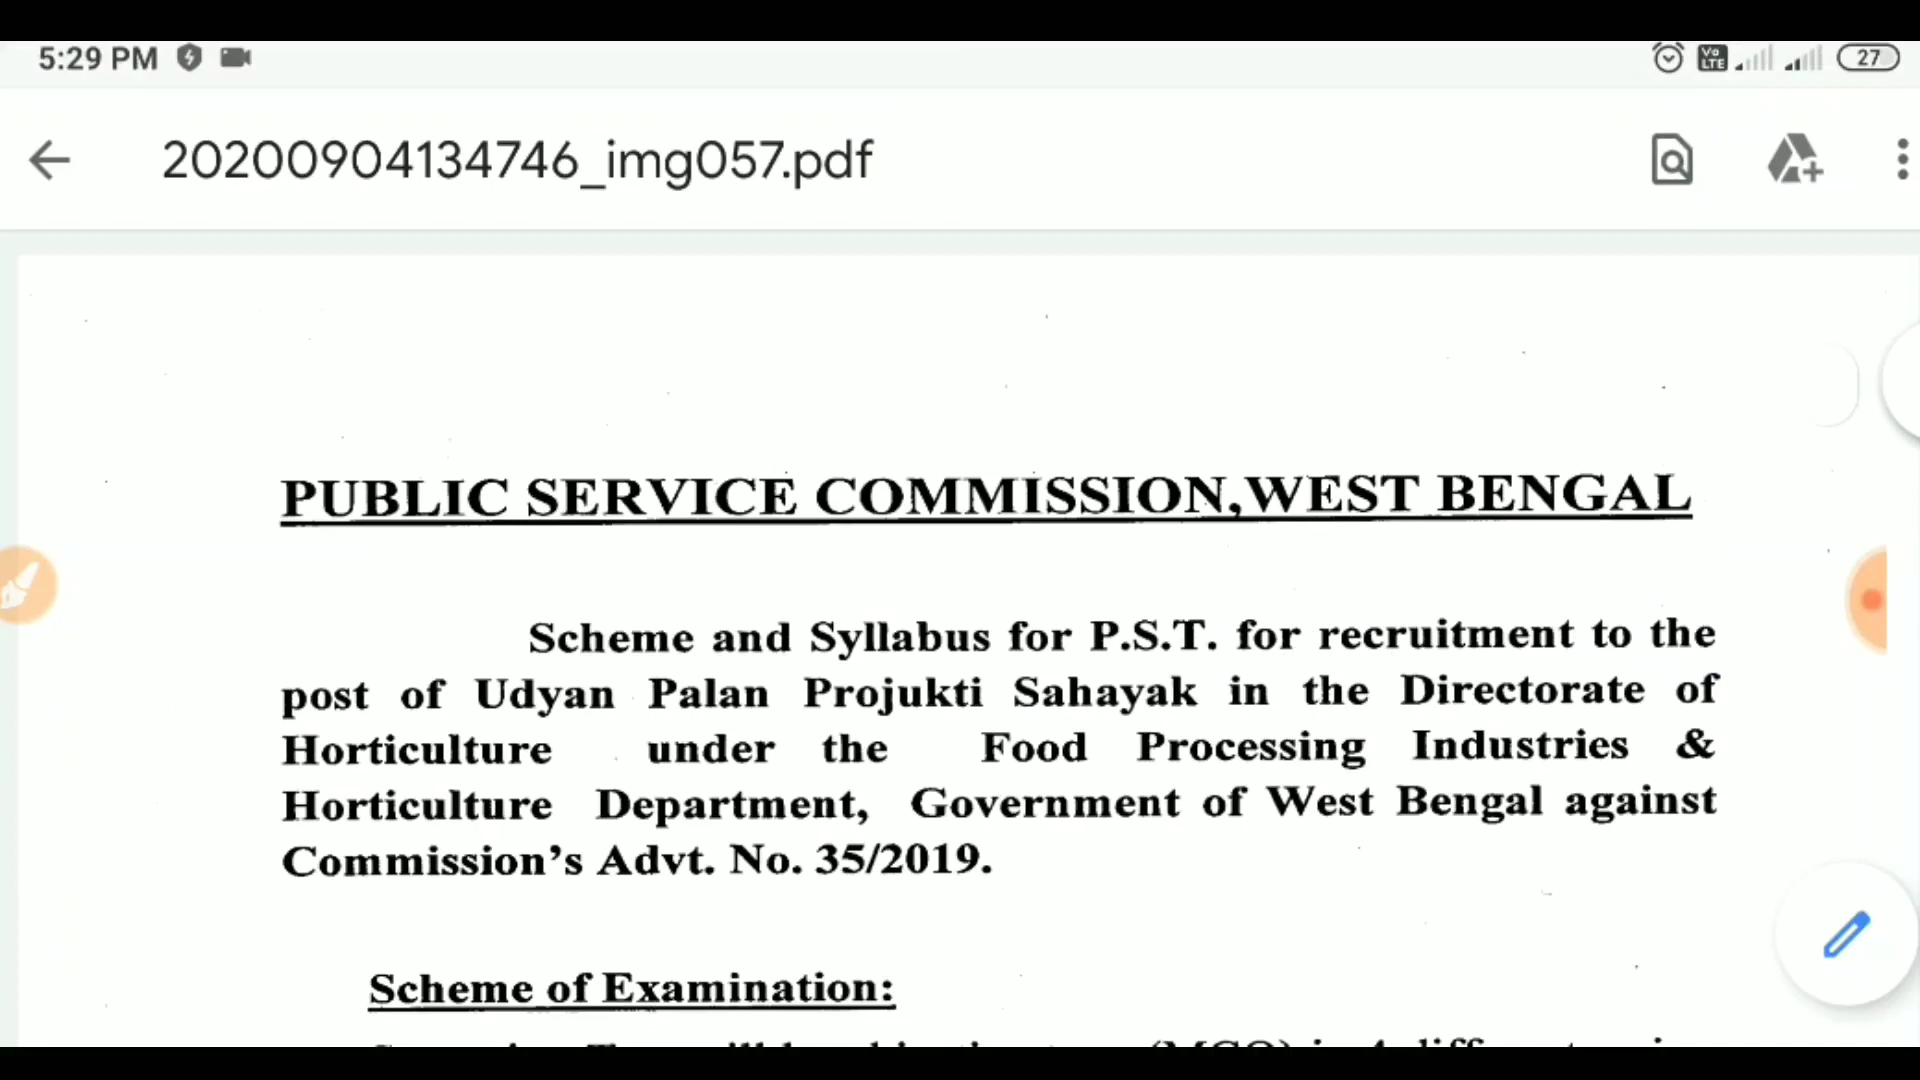 5:29 PM
Vo LTE
27
20200904134746_img057.pdf
PUBLIC SERVICE COMMISSION,WEST BENGAL
Scheme and Syllabus for P.S.T. for recruitment to the
post of Udyan Palan Projukti Sahayak in the Directorate of
Horticulture under the Food Processing Industries &
Horticulture Department, Government of West Bengal against
Commission's Advt. No. 35/2019.
Scheme of Examination: